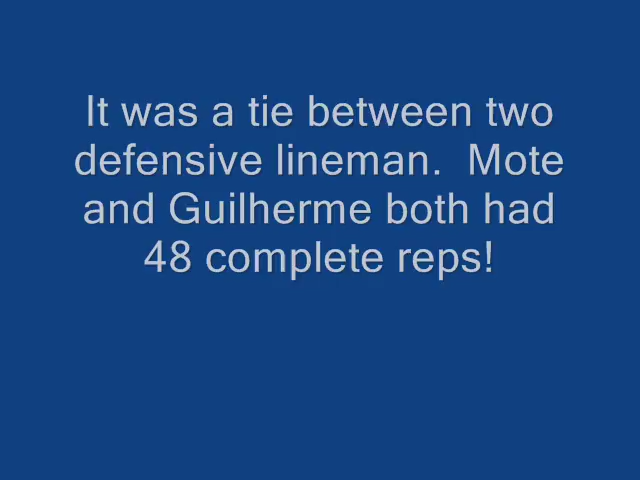 It was a tie between two
defensive lineman.  Mote
and Guilherme both had
48 complete reps!